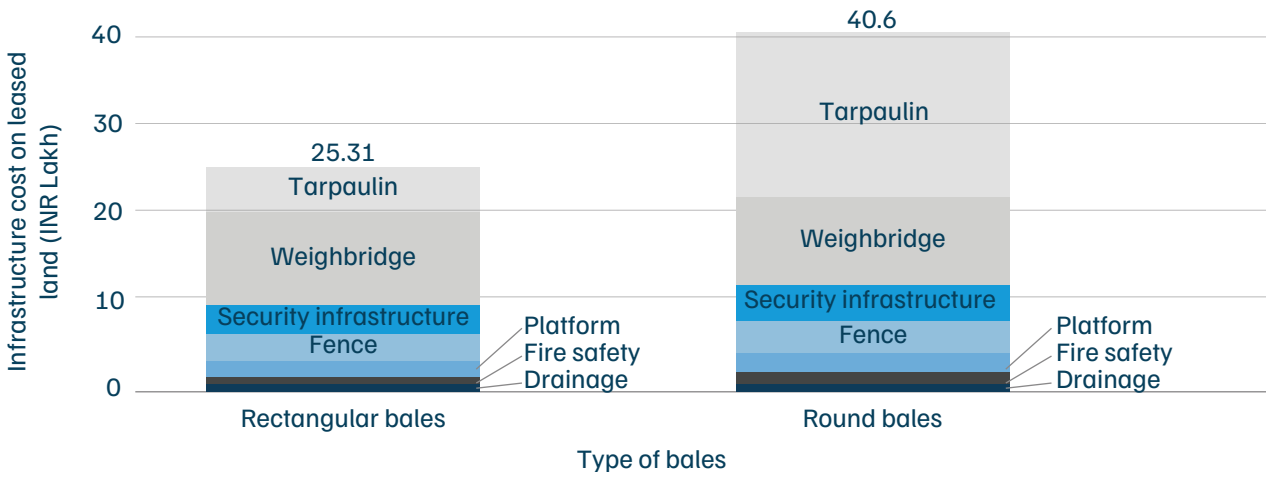 Infrastructure cost on leased
land (INR Lakh)
40
30
20
10
0
25.31
Tarpaulin
Weighbridge
Security infrastructure
Fence
Platform
Fire safety
Drainage
Rectangular bales
40.6
Tarpaulin
Weighbridge
Security infrastructure
Fence
Platform
Fire safety
Drainage
Round bales
Type of bales